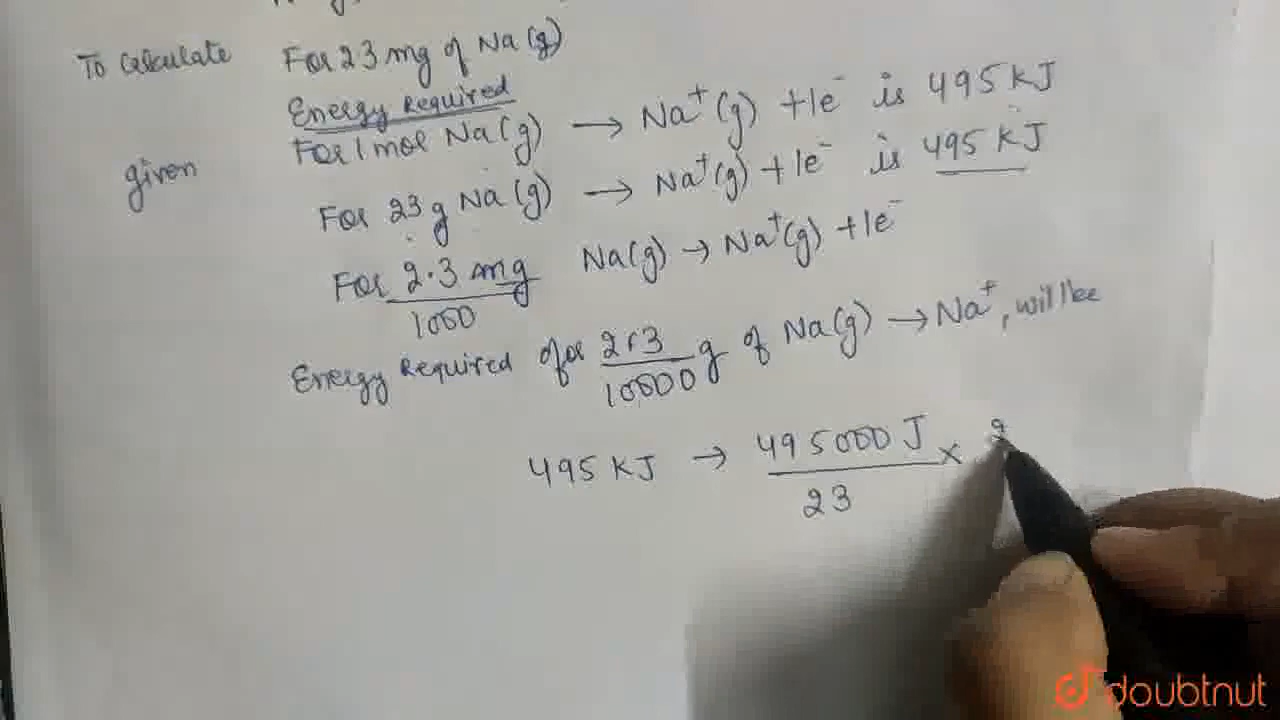 To Calculate For 23 mg of Na(g)
Energy Required
given For 1 mol Na(g) → Na⁺(g) + 1e⁻ is 495 KJ
For 23 g Na(g) → Na⁺(g) + 1e⁻ is 495 KJ
For 2.3 mg/1000 Na(g) → Na⁺(g) + 1e⁻
Energy Required for 2.3/10000 g of Na(g) → Na⁺, will be
495 KJ → 495000 J/23 ×
doubtnut